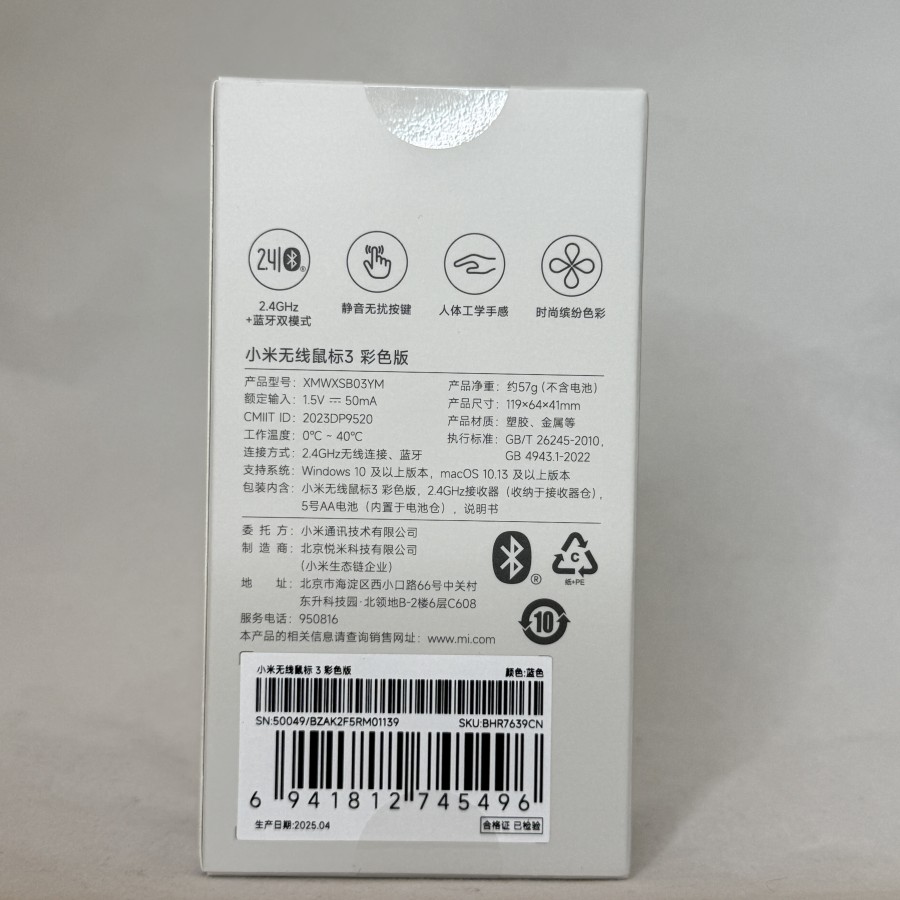 2.4|
®
2.4GHz
+蓝牙双模式
静音无扰按键
人体工学手感
时尚缤纷色彩
小米无线鼠标3 彩色版
产品型号：XMWXSB03YM
额定输入：1.5V ⎓ 50mA
CMIIT ID：2023DP9520
工作温度：0℃ ~ 40℃
连接方式：2.4GHz无线连接、蓝牙
产品净重：约57g（不含电池）
产品尺寸：119×64×41mm
产品材质：塑胶、金属等
执行标准：GB/T 26245-2010,
GB 4943.1-2022
支持系统：Windows 10 及以上版本，macOS 10.13 及以上版本
包装内含：小米无线鼠标3 彩色版，2.4GHz接收器（收纳于接收器仓），
5号AA电池（内置于电池仓），说明书
委 托 方：小米通讯技术有限公司
制 造 商：北京悦米科技有限公司
（小米生态链企业）
地 址：北京市海淀区西小口路66号中关村
东升科技园·北领地B-2楼6层C608
服务电话：950816
本产品的相关信息请查询销售网址：www.mi.com
®
C
纸+PE
10
小米无线鼠标 3 彩色版
颜色:蓝色
SN:50049/BZAK2F5RM01139
SKU:BHR7639CN
6 941812 745496
生产日期:2025.04
合格证 已检验